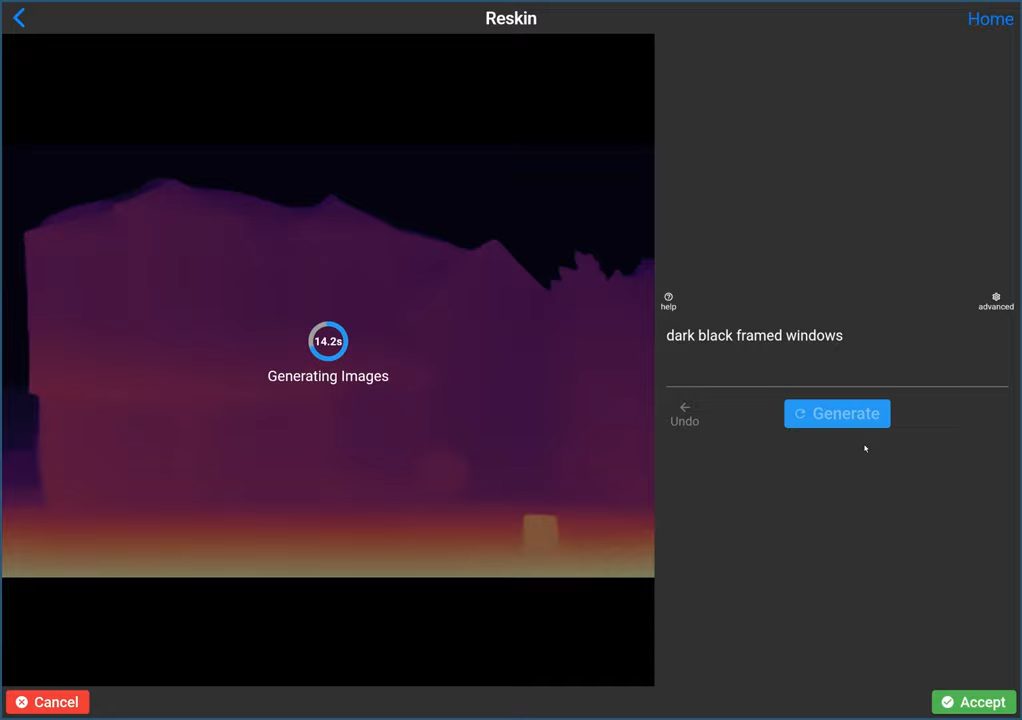 Reskin
Home
help
advanced
dark black framed windows
Undo
Generate
14.2s
Generating Images
Cancel
Accept